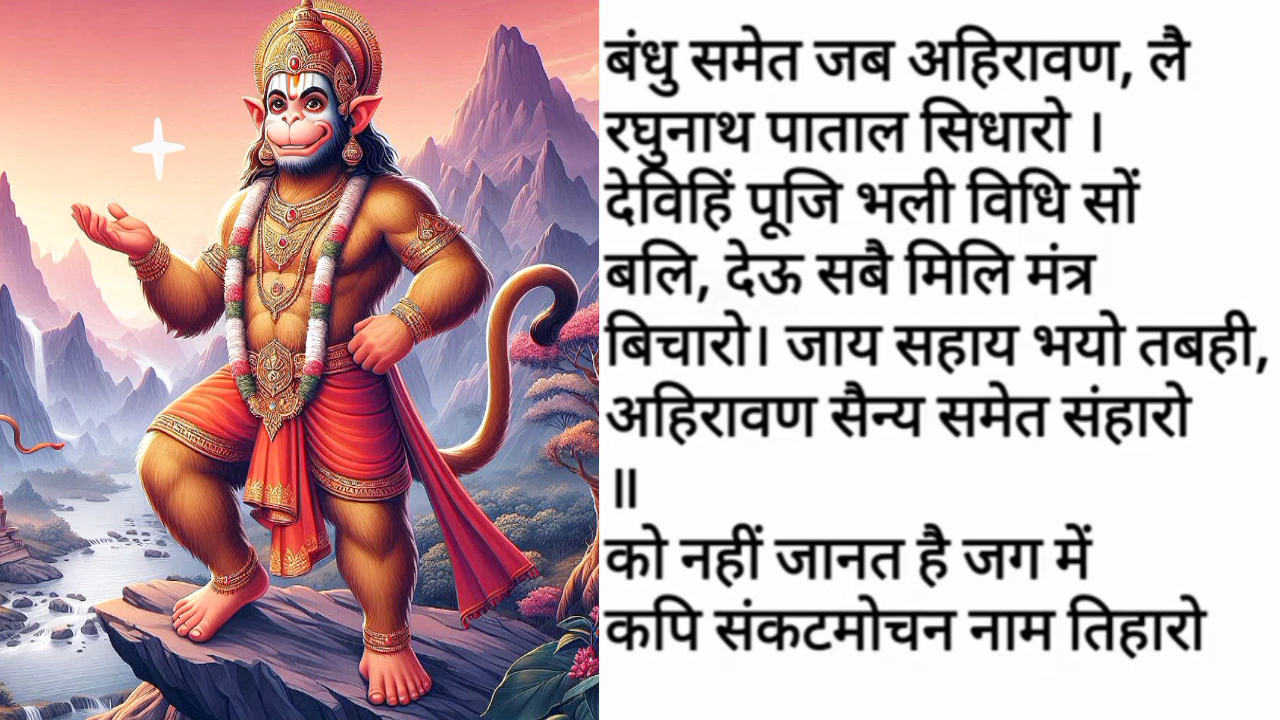 बंधु समेत जब अहिरावण, लै
रघुनाथ पाताल सिधारो ।
देविहिं पूजि भली विधि सों
बलि, देऊ सबै मिलि मंत्र
बिचारो। जाय सहाय भयो तबही,
अहिरावण सैन्य समेत संहारो
॥
को नहीं जानत है जग में
कपि संकटमोचन नाम तिहारो